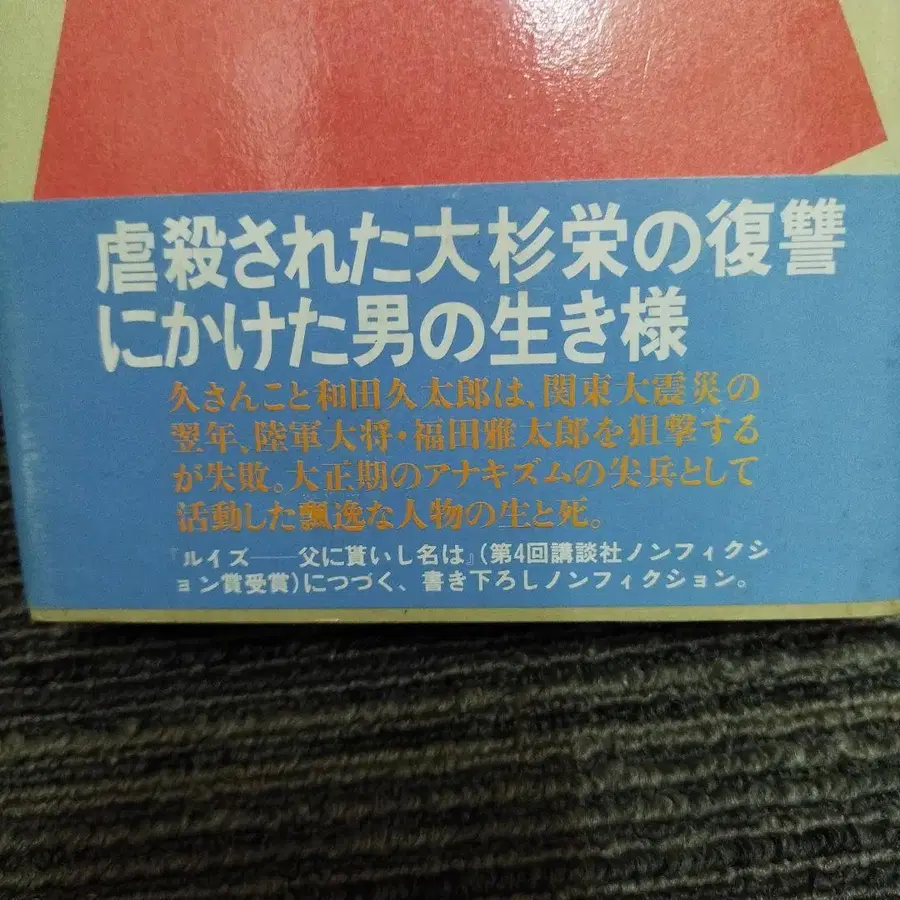 虐殺された大杉栄の復讐
にかけた男の生き様
久さんこと和田久太郎は、関東大震災の
翌年、陸軍大将・福田雅太郎を狙撃する
が失敗。大正期のアナキズムの尖兵として
活動した飄逸な人物の生と死。
『ルイズ――父に貰いし名は』(第4回講談社ノンフィクシ
ョン賞受賞)につづく、書き下ろしノンフィクション。